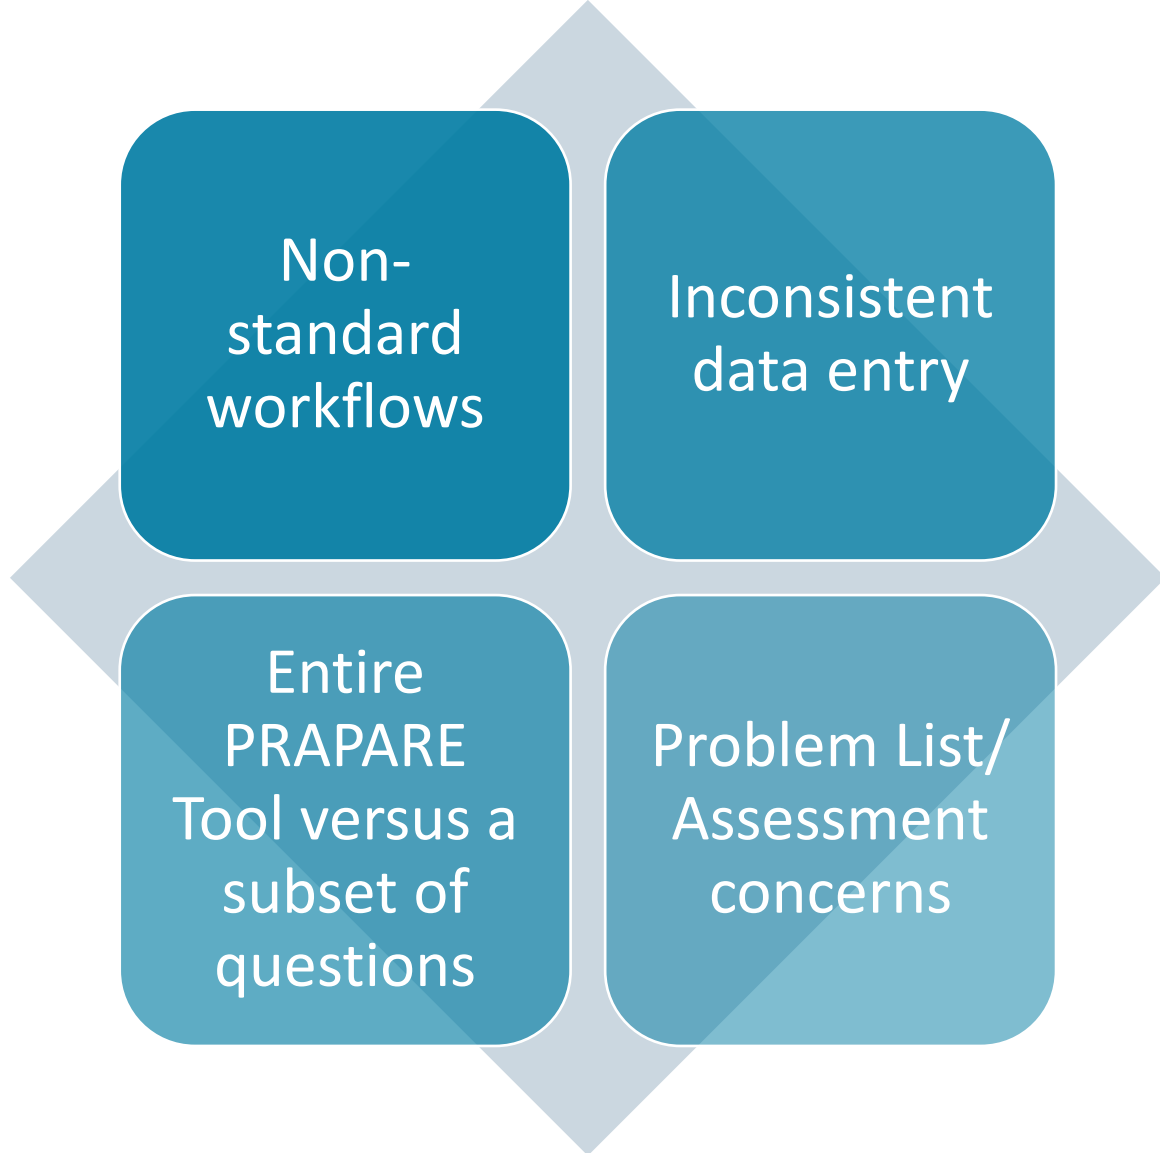 Non-
standard
workflows
Inconsistent
data entry
Entire
PRAPARE
Tool versus a
subset of
questions
Problem List/
Assessment
concerns